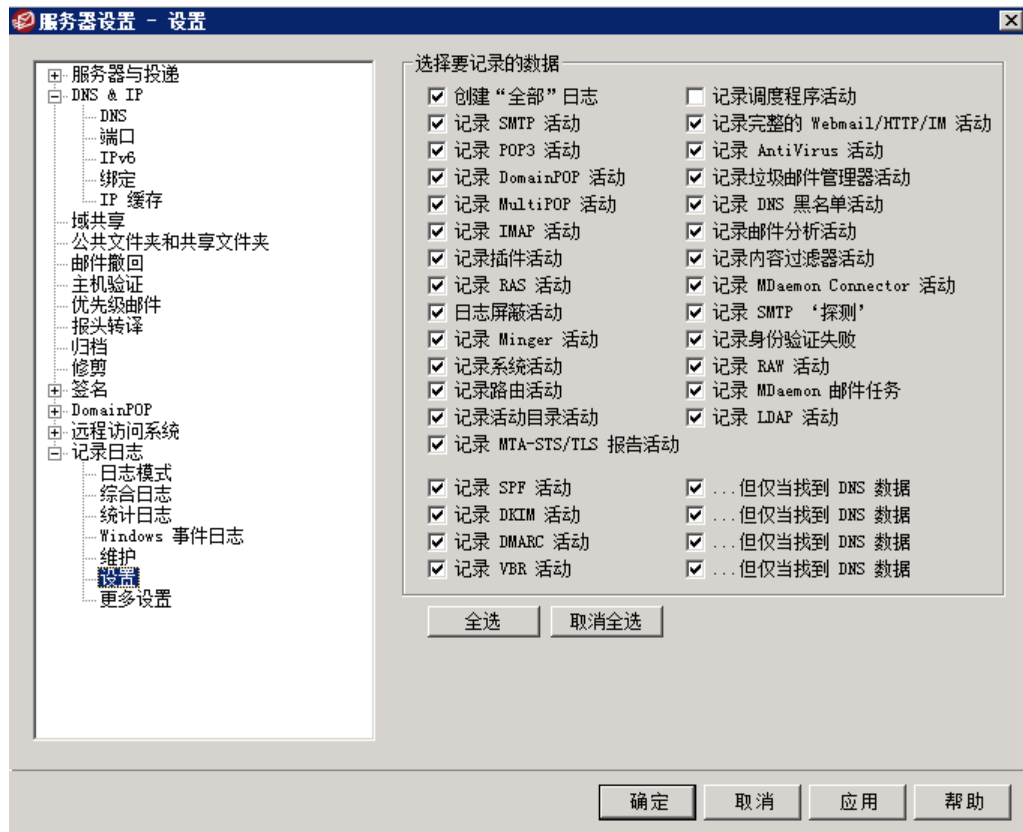 服务器设置 - 设置
服务器与投递
DNS & IP
DNS
端口
IPv6
绑定
IP 缓存
域共享
公共文件夹和共享文件夹
邮件撤回
主机验证
优先级邮件
报头转译
归档
修剪
签名
DomainPOP
远程访问系统
记录日志
日志模式
综合日志
统计日志
Windows 事件日志
维护
设置
更多设置
选择要记录的数据
创建“全部”日志
记录 SMTP 活动
记录 POP3 活动
记录 DomainPOP 活动
记录 MultiPOP 活动
记录 IMAP 活动
记录插件活动
记录 RAS 活动
日志屏蔽活动
记录 Minger 活动
记录系统活动
记录路由活动
记录活动目录活动
记录 MTA-STS/TLS 报告活动
记录调度程序活动
记录完整的 Webmail/HTTP/IM 活动
记录 AntiVirus 活动
记录垃圾邮件管理器活动
记录 DNS 黑名单活动
记录邮件分析活动
记录内容过滤器活动
记录 MDaemon Connector 活动
记录 SMTP ‘探测’
记录身份验证失败
记录 RAW 活动
记录 MDaemon 邮件任务
记录 LDAP 活动
记录 SPF 活动
...但仅当找到 DNS 数据
记录 DKIM 活动
...但仅当找到 DNS 数据
记录 DMARC 活动
...但仅当找到 DNS 数据
记录 VBR 活动
...但仅当找到 DNS 数据
全选
取消全选
确定
取消
应用
帮助